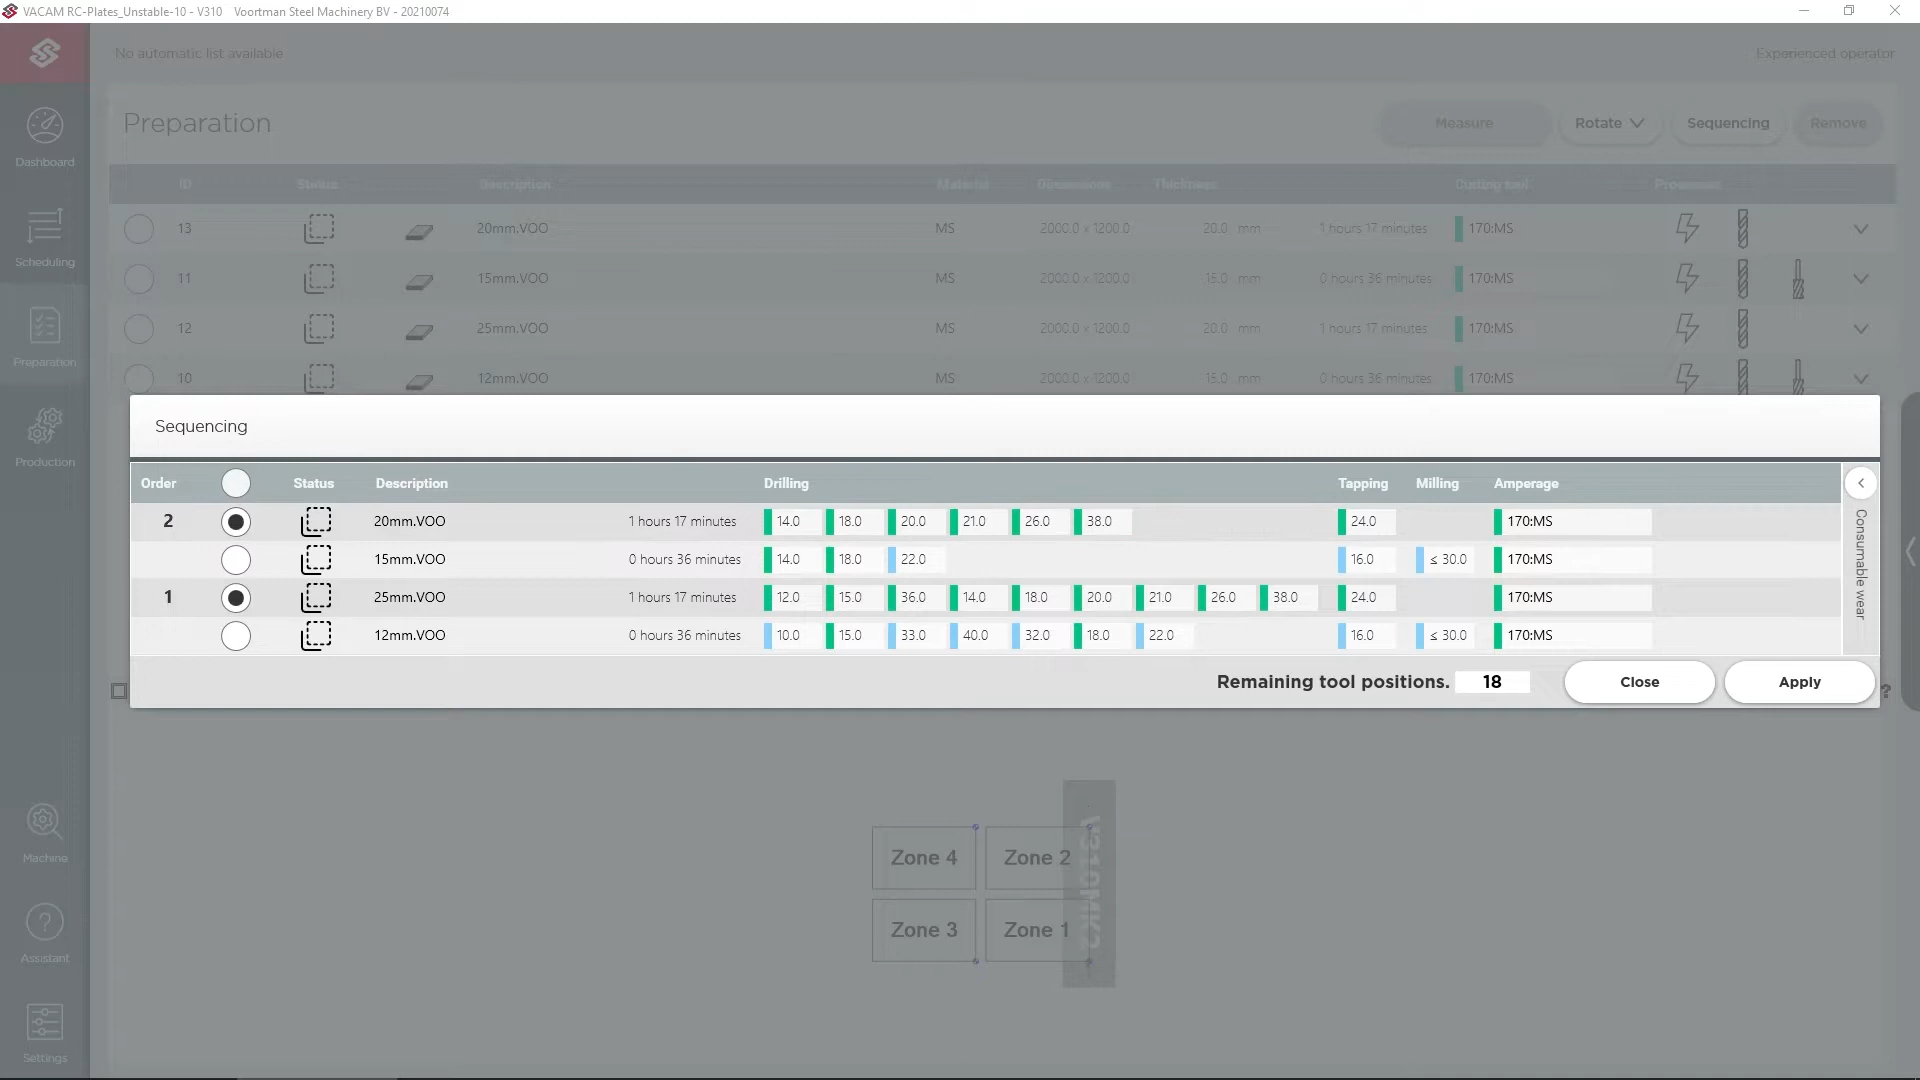 VACAM RC-Plates_Unstable-10 - V310 Voortman Steel Machinery BV - 20210074
No automatic list available Experienced operator
Preparation Measure Rotate Sequencing Remove
ID Status Description Material Dimensions Thickness Cutting tool Processes
13 20mm.VOO MS 2000.0 x 1200.0 20.0 mm 1 hours 17 minutes 170:MS
11 15mm.VOO MS 2000.0 x 1200.0 15.0 mm 0 hours 36 minutes 170:MS
12 25mm.VOO MS 2000.0 x 1200.0 20.0 mm 1 hours 17 minutes 170:MS
10 12mm.VOO MS 2000.0 x 1200.0 15.0 mm 0 hours 36 minutes 170:MS
Dashboard
Scheduling
Preparation
Production
Machine
Assistant
Settings
Sequencing
Order Status Description Drilling Tapping Milling Amperage
2 20mm.VOO 1 hours 17 minutes 14.0 18.0 20.0 21.0 26.0 38.0 24.0 170:MS
15mm.VOO 0 hours 36 minutes 14.0 18.0 22.0 16.0 ≤ 30.0 170:MS
1 25mm.VOO 1 hours 17 minutes 12.0 15.0 36.0 14.0 18.0 20.0 21.0 26.0 38.0 24.0 170:MS
12mm.VOO 0 hours 36 minutes 10.0 15.0 33.0 40.0 32.0 18.0 22.0 16.0 ≤ 30.0 170:MS
Consumable wear
Remaining tool positions. 18 Close Apply
?
Zone 4 Zone 2
Zone 3 Zone 1
V310MK2